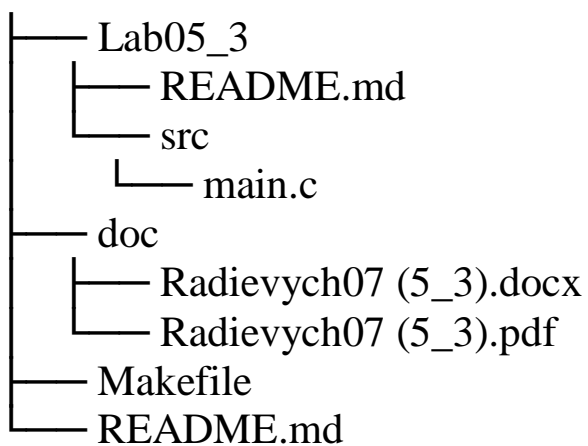 Lab05_3
README.md
src
main.c
doc
Radievych07 (5_3).docx
Radievych07 (5_3).pdf
Makefile
README.md